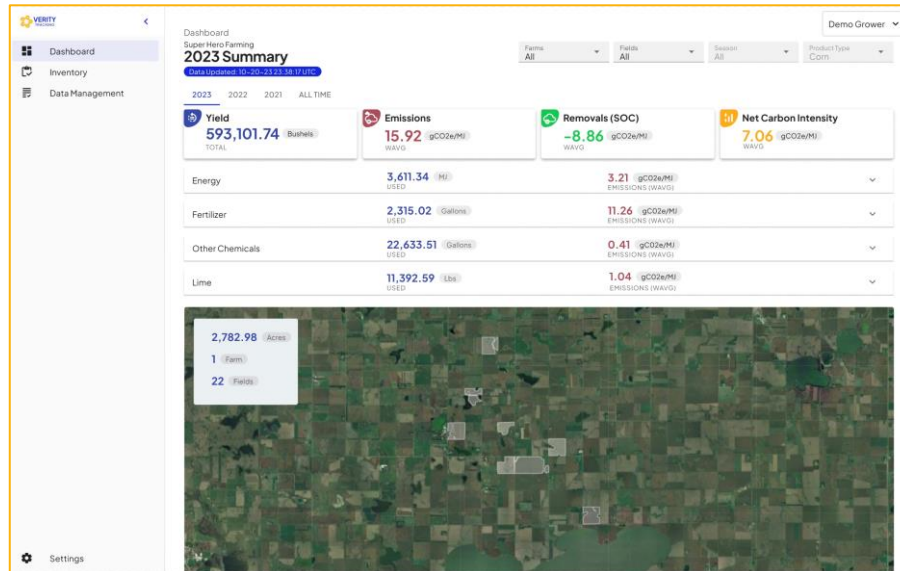 VERITY
TRACKING
Demo Grower
Dashboard
Inventory
Data Management
Settings
Dashboard
Super Hero Farming
2023 Summary
Data Updated: 10-20-23 23:38:17 UTC
Farms
All
Fields
All
Season
All
Product Type
Corn
2023 2022 2021 ALL TIME
Yield
593,101.74 Bushels
TOTAL
Emissions
15.92 gCO2e/MJ
WAVG
Removals (SOC)
-8.86 gCO2e/MJ
WAVG
Net Carbon Intensity
7.06 gCO2e/MJ
WAVG
Energy
3,611.34 MJ
USED
3.21 gCO2e/MJ
EMISSIONS (WAVG)
Fertilizer
2,315.02 Gallons
USED
11.26 gCO2e/MJ
EMISSIONS (WAVG)
Other Chemicals
22,633.51 Gallons
USED
0.41 gCO2e/MJ
EMISSIONS (WAVG)
Lime
11,392.59 Lbs
USED
1.04 gCO2e/MJ
EMISSIONS (WAVG)
2,782.98 Acres
1 Farm
22 Fields